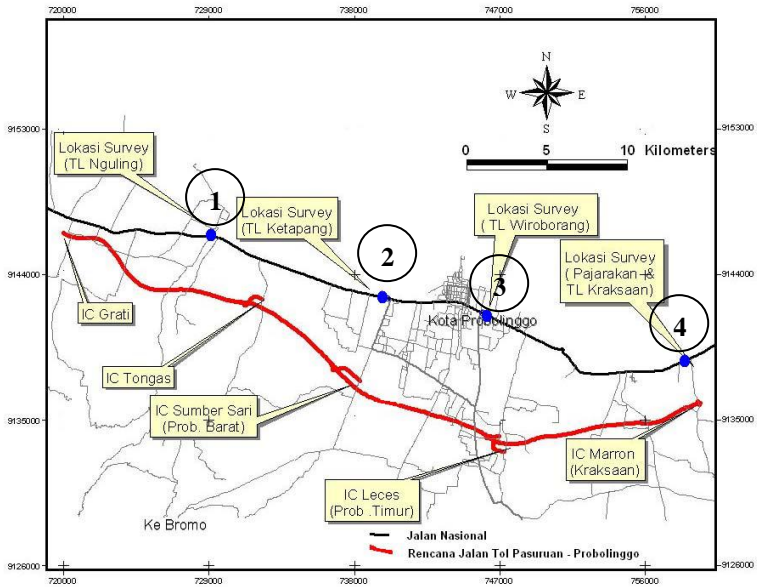 720000 729000 738000 747000 756000
N
W E
S
9153000 9153000
0 5 10 Kilometers
Lokasi Survey
(TL Nguling)
1
Lokasi Survey
(TL Ketapang)
2
Lokasi Survey
( TL Wiroborang)
3
Lokasi Survey
( Pajarakan &
TL Kraksaan)
4
9144000 9144000
IC Grati
Kota Probolinggo
IC Tongas
IC Sumber Sari
(Prob. Barat)
9135000 9135000
IC Marron
(Kraksaan)
IC Leces
(Prob .Timur)
Ke Bromo
Jalan Nasional
Rencana Jalan Tol Pasuruan - Probolinggo
9126000 9126000
720000 729000 738000 747000 756000